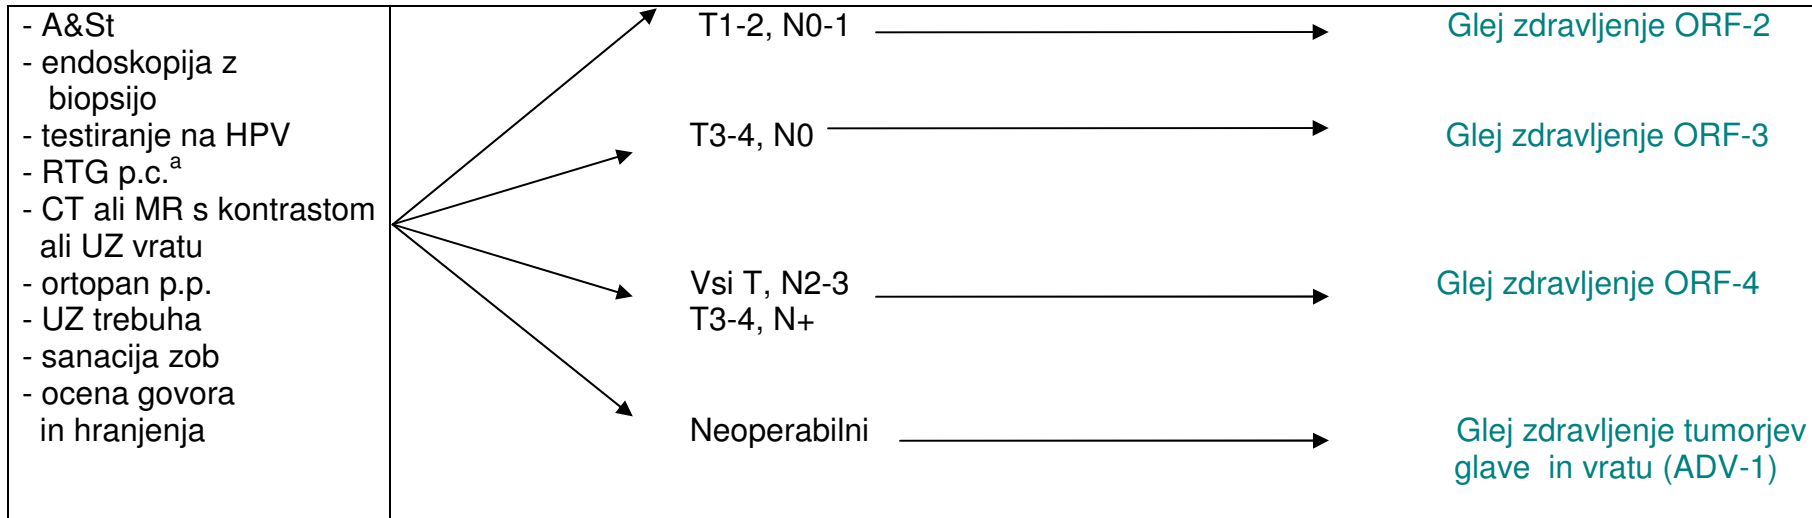 - A&St
- endoskopija z
biopsijo
- testiranje na HPV
- RTG p.c.a
- CT ali MR s kontrastom
ali UZ vratu
- ortopan p.p.
- UZ trebuha
- sanacija zob
- ocena govora
in hranjenja
T1-2, N0-1
Glej zdravljenje ORF-2
T3-4, N0
Glej zdravljenje ORF-3
Vsi T, N2-3
T3-4, N+
Glej zdravljenje ORF-4
Neoperabilni
Glej zdravljenje tumorjev
glave in vratu (ADV-1)